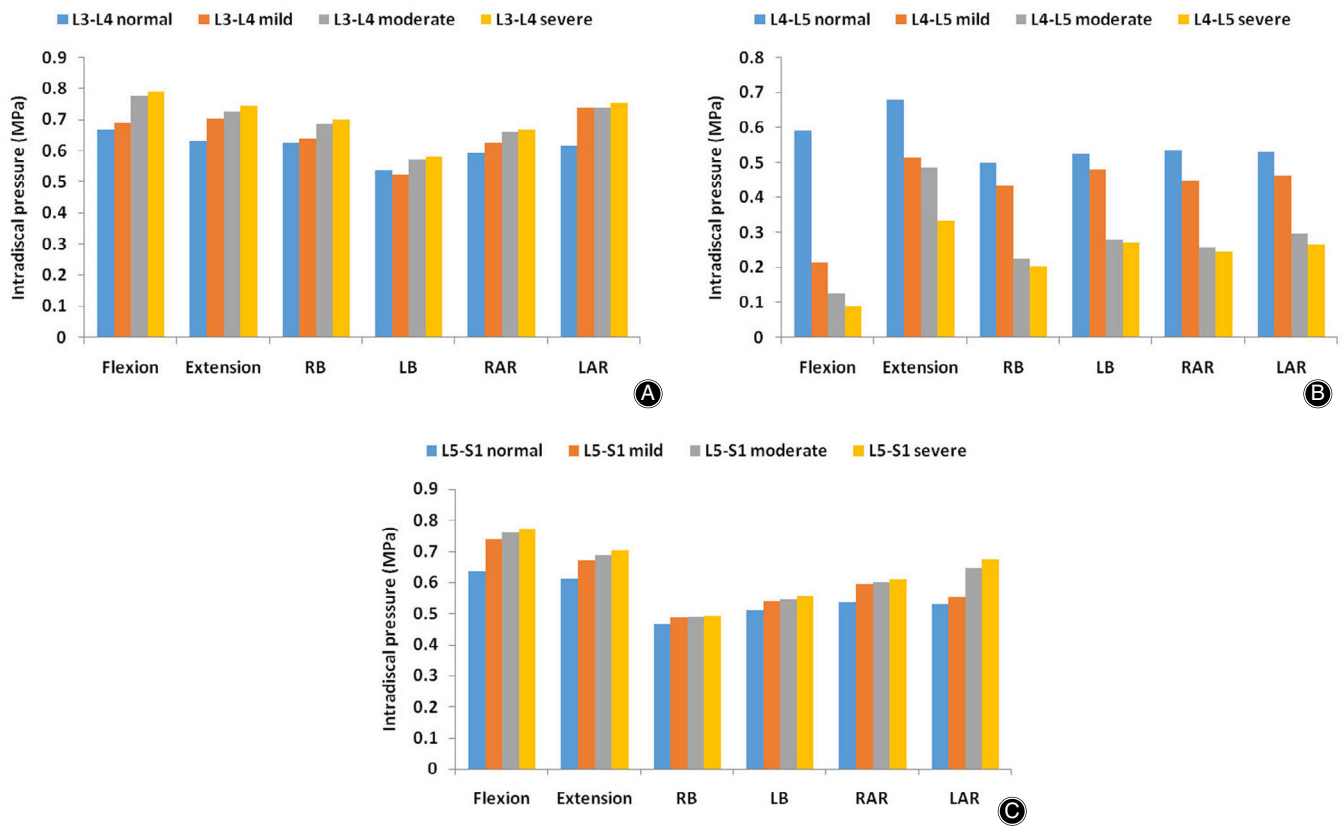 L3-L4 normal L3-L4 mild L3-L4 moderate L3-L4 severe
Intradiscal pressure (MPa)
0.9
0.8
0.7
0.6
0.5
0.4
0.3
0.2
0.1
0
Flexion Extension RB LB RAR LAR
A
L4-L5 normal L4-L5 mild L4-L5 moderate L4-L5 severe
Intradiscal pressure (MPa)
0.8
0.7
0.6
0.5
0.4
0.3
0.2
0.1
0
Flexion Extension RB LB RAR LAR
B
L5-S1 normal L5-S1 mild L5-S1 moderate L5-S1 severe
Intradiscal pressure (MPa)
0.9
0.8
0.7
0.6
0.5
0.4
0.3
0.2
0.1
0
Flexion Extension RB LB RAR LAR
C